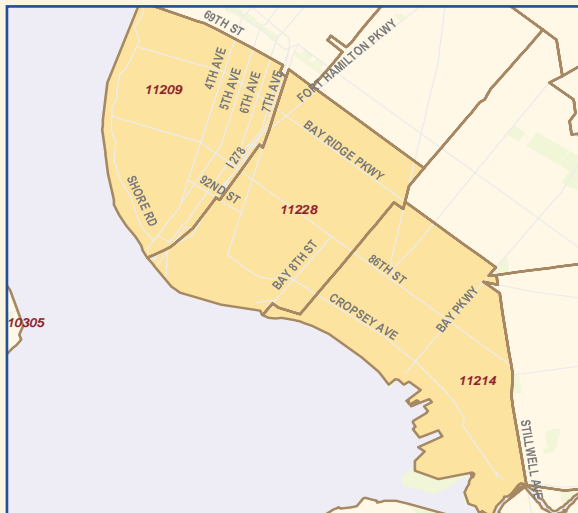 69TH ST
FORT HAMILTON PKWY
4TH AVE
5TH AVE
6TH AVE
7TH AVE
11209
BAY RIDGE PKWY
I 278
92ND ST
SHORE RD
11228
BAY 8TH ST
86TH ST
CROPSEY AVE
BAY PKWY
10305
11214
STILLWELL AVE